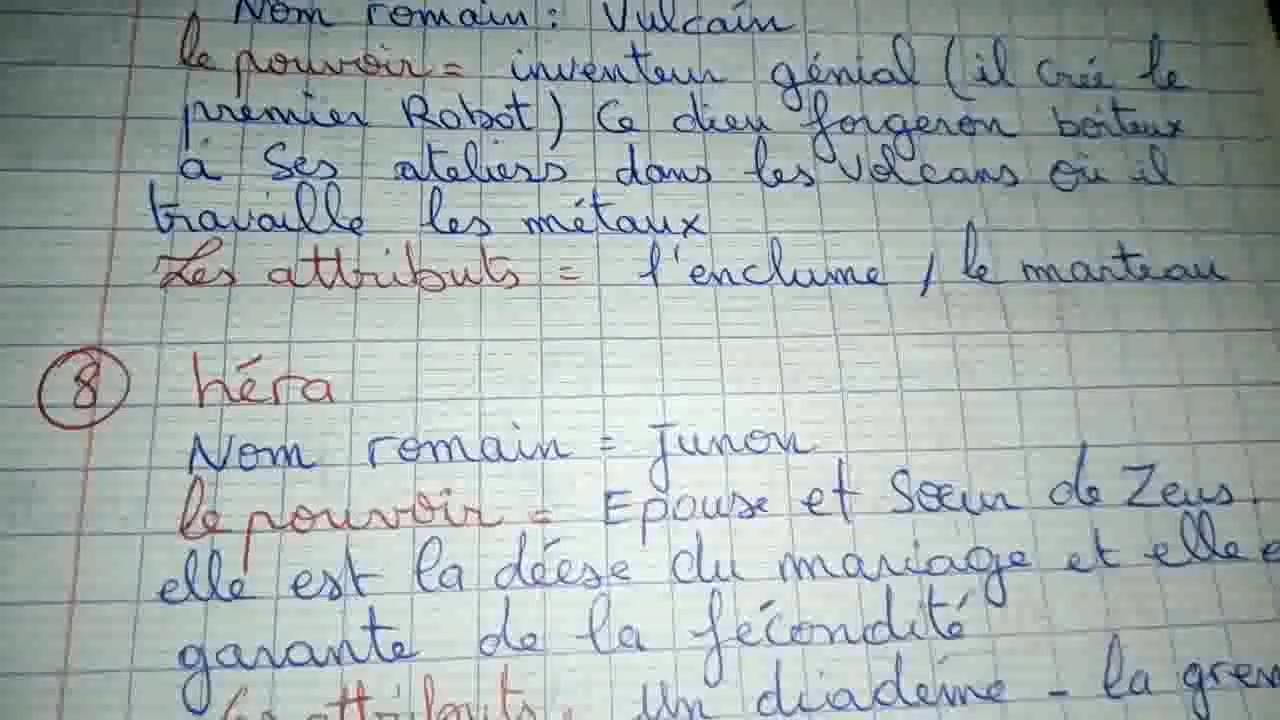 Nom romain: Vulcain
le pouvoir = inventeur génial (il crée le
premier Robot) Ce dieu forgeron boiteux
à ses ateliers dans les volcans où il
travaille les métaux
Les attributs = l'enclume / le marteau
8 héra
Nom romain = Junon
le pouvoir = Epouse et Sœur de Zeus.
elle est la déese du mariage et elle e
garante de la fécondité
Les attributs = un diadème - la gren